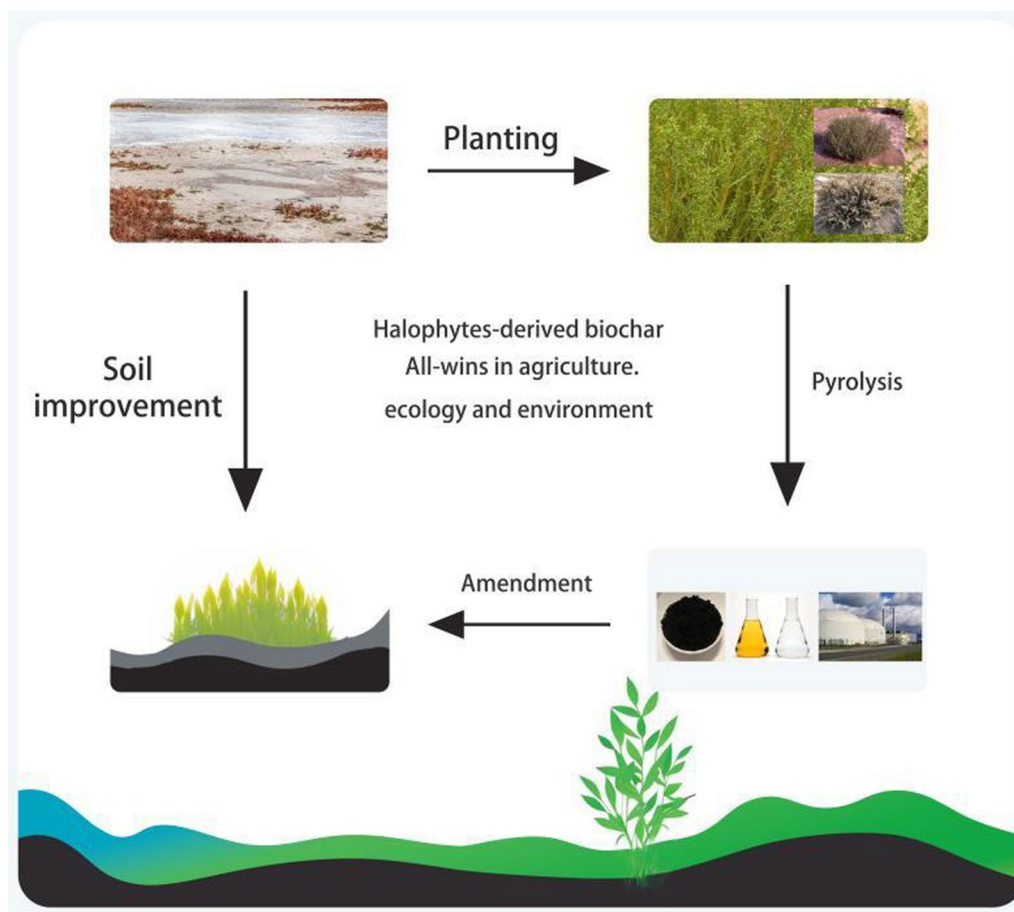 Planting
Halophytes-derived biochar
All-wins in agriculture.
ecology and environment
Soil
improvement
Pyrolysis
Amendment